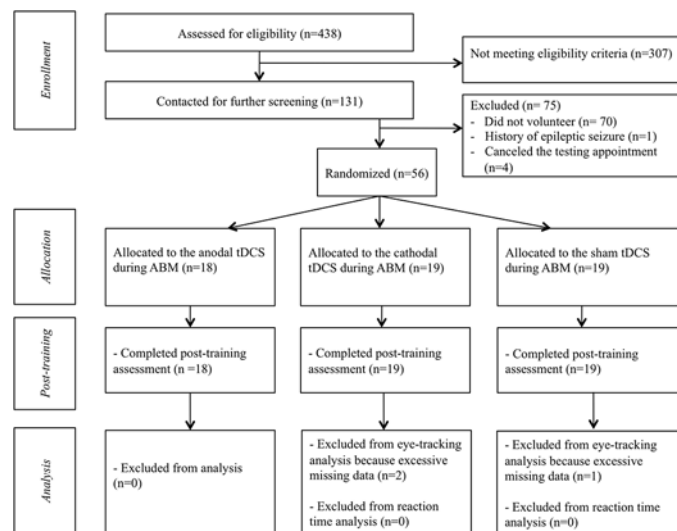 Enrollment
Assessed for eligibility (n=438)
Not meeting eligibility criteria (n=307)
Contacted for further screening (n=131)
Excluded (n= 75)
- Did not volunteer (n= 70)
- History of epileptic seizure (n=1)
- Canceled the testing appointment
(n=4)
Randomized (n=56)
Allocation
Allocated to the anodal tDCS
during ABM
(n=18)
Allocated to the cathodal
tDCS during ABM (n=19)
Allocated to the sham tDCS
during ABM (n=19)
Post-training
- Completed post-training
assessment (n =18)
- Completed post-training
assessment (n=19)
- Completed post-training
assessment (n=19)
Analysis
- Excluded from analysis
(n=0)
- Excluded from eye-tracking
analysis because excessive
missing data (n=2)
- Excluded from reaction
time analysis (n=0)
- Excluded from eye-tracking
analysis because excessive
missing data (n=1)
- Excluded from reaction time
analysis (n=0)